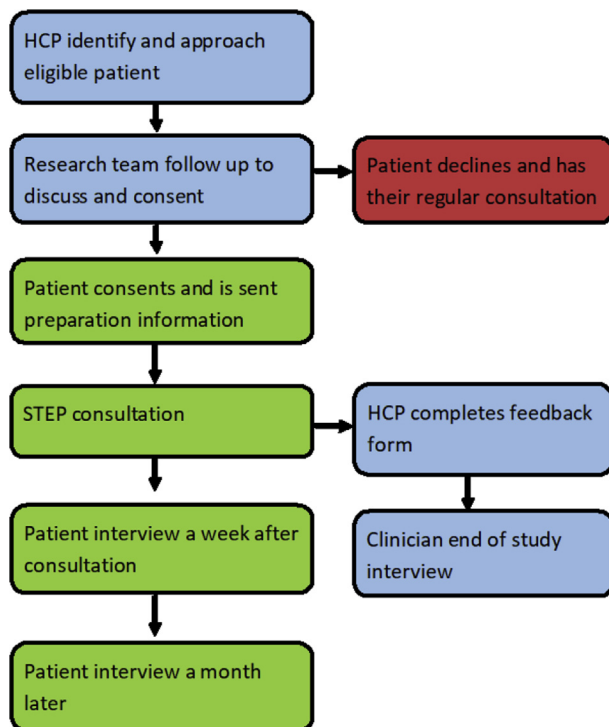 HCP identify and approach
eligible patient
Research team follow up to
discuss and consent
Patient declines and has
their regular consultation
Patient consents and is sent
preparation information
STEP consultation
HCP completes feedback
form
Patient interview a week after
consultation
Clinician end of study
interview
Patient interview a month
later